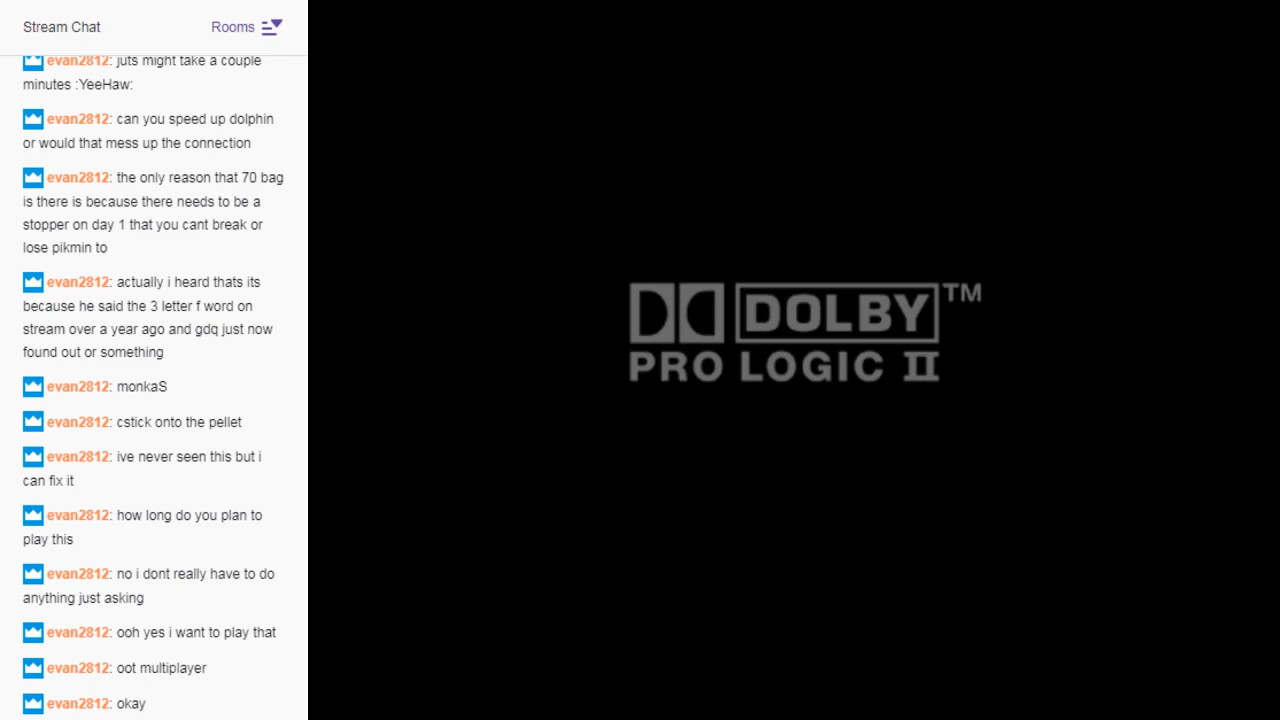 Stream Chat
Rooms
evan2812: juts might take a couple
minutes :YeeHaw:
evan2812: can you speed up dolphin
or would that mess up the connection
evan2812: the only reason that 70 bag
is there is because there needs to be a
stopper on day 1 that you cant break or
lose pikmin to
evan2812: actually i heard thats its
because he said the 3 letter f word on
stream over a year ago and gdq just now
found out or something
evan2812: monkaS
evan2812: cstick onto the pellet
evan2812: ive never seen this but i
can fix it
evan2812: how long do you plan to
play this
evan2812: no i dont really have to do
anything just asking
evan2812: ooh yes i want to play that
evan2812: oot multiplayer
evan2812: okay
DOLBY™
PRO LOGIC II